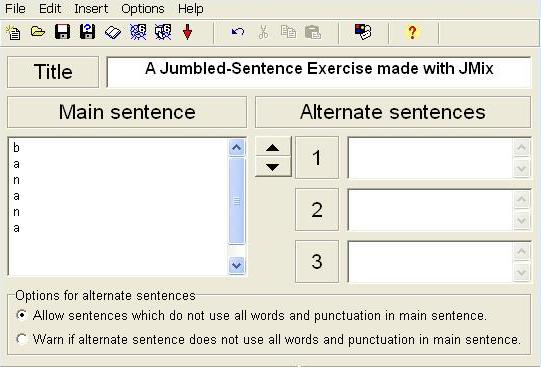 File Edit Insert Options Help
?
Title
A Jumbled-Sentence Exercise made with JMix
Main sentence
Alternate sentences
b
a
n
a
n
a
1
2
3
Options for alternate sentences
Allow sentences which do not use all words and punctuation in main sentence.
Warn if alternate sentence does not use all words and punctuation in main sentence.